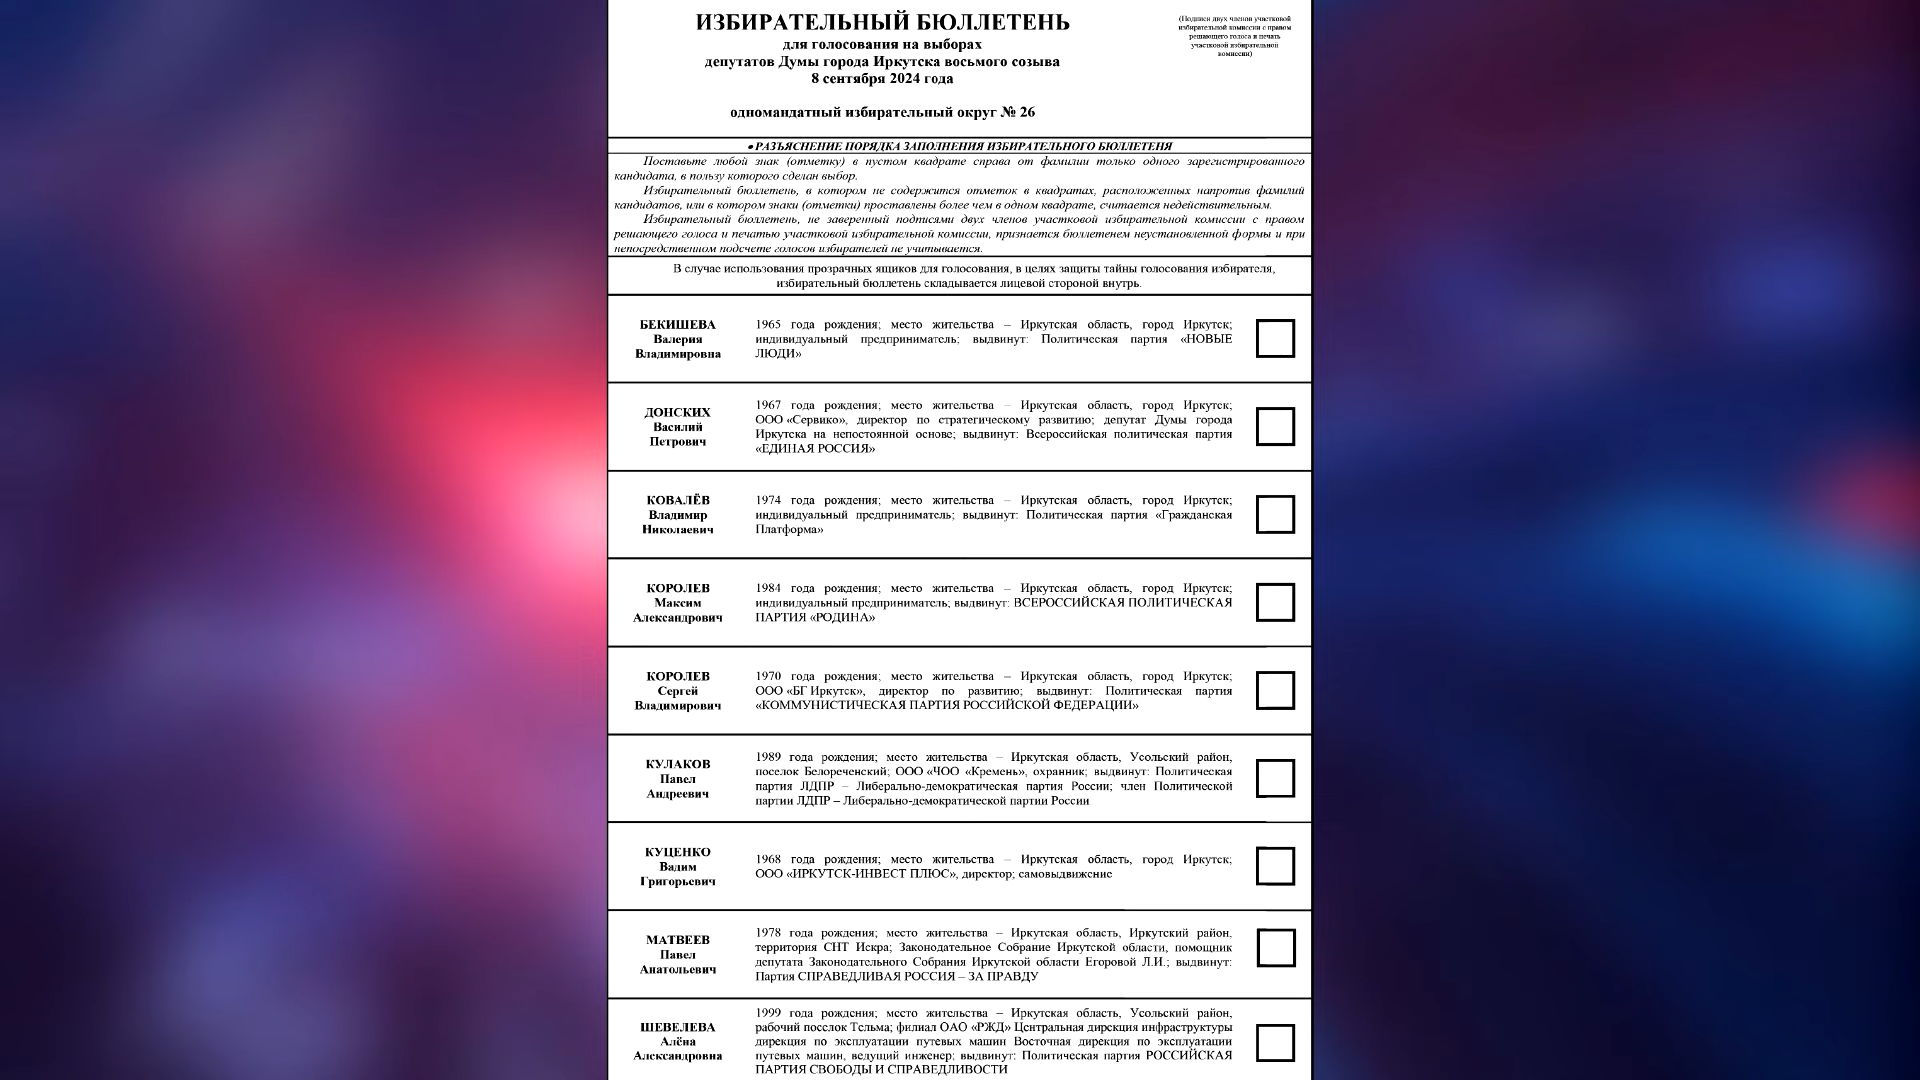 ИЗБИРАТЕЛЬНЫЙ БЮЛЛЕТЕНЬ
для голосования на выборах
депутатов Думы города Иркутска восьмого созыва
8 сентября 2024 года
одномандатный избирательный округ № 26
(Подписи двух членов участковой
избирательной комиссии с правом
решающего голоса и печать
участковой избирательной
комиссии)
• РАЗЪЯСНЕНИЕ ПОРЯДКА ЗАПОЛНЕНИЯ ИЗБИРАТЕЛЬНОГО БЮЛЛЕТЕНЯ
Поставьте любой знак (отметку) в пустом квадрате справа от фамилии только одного зарегистрированного
кандидата, в пользу которого сделан выбор.
Избирательный бюллетень, в котором не содержится отметок в квадратах, расположенных напротив фамилий
кандидатов, или в котором знаки (отметки) проставлены более чем в одном квадрате, считается недействительным.
Избирательный бюллетень, не заверенный подписями двух членов участковой избирательной комиссии с правом
решающего голоса и печатью участковой избирательной комиссии, признается бюллетенем неустановленной формы и при
непосредственном подсчете голосов избирателей не учитывается.
В случае использования прозрачных ящиков для голосования, в целях защиты тайны голосования избирателя,
избирательный бюллетень складывается лицевой стороной внутрь.
БЕКИШЕВА
Валерия
Владимировна
1965 года рождения; место жительства – Иркутская область, город Иркутск;
индивидуальный предприниматель; выдвинут: Политическая партия «НОВЫЕ
ЛЮДИ»
ДОНСКИХ
Василий
Петрович
1967 года рождения; место жительства – Иркутская область, город Иркутск;
ООО «Сервико», директор по стратегическому развитию; депутат Думы города
Иркутска на непостоянной основе; выдвинут: Всероссийская политическая партия
«ЕДИНАЯ РОССИЯ»
КОВАЛЁВ
Владимир
Николаевич
1974 года рождения; место жительства – Иркутская область, город Иркутск;
индивидуальный предприниматель; выдвинут: Политическая партия «Гражданская
Платформа»
КОРОЛЕВ
Максим
Александрович
1984 года рождения; место жительства – Иркутская область, город Иркутск;
индивидуальный предприниматель; выдвинут: ВСЕРОССИЙСКАЯ ПОЛИТИЧЕСКАЯ
ПАРТИЯ «РОДИНА»
КОРОЛЕВ
Сергей
Владимирович
1970 года рождения; место жительства – Иркутская область, город Иркутск;
ООО «БГ Иркутск», директор по развитию; выдвинут: Политическая партия
«КОММУНИСТИЧЕСКАЯ ПАРТИЯ РОССИЙСКОЙ ФЕДЕРАЦИИ»
КУЛАКОВ
Павел
Андреевич
1989 года рождения; место жительства – Иркутская область, Усольский район,
поселок Белореченский; ООО «ЧОО «Кремень», охранник; выдвинут: Политическая
партия ЛДПР – Либерально-демократическая партия России; член Политической
партии ЛДПР – Либерально-демократической партии России
КУЦЕНКО
Вадим
Григорьевич
1968 года рождения; место жительства – Иркутская область, город Иркутск;
ООО «ИРКУТСК-ИНВЕСТ ПЛЮС», директор; самовыдвижение
МАТВЕЕВ
Павел
Анатольевич
1978 года рождения; место жительства – Иркутская область, Иркутский район,
территория СНТ Искра; Законодательное Собрание Иркутской области, помощник
депутата Законодательного Собрания Иркутской области Егоровой Л.И.; выдвинут:
Партия СПРАВЕДЛИВАЯ РОССИЯ – ЗА ПРАВДУ
ШЕВЕЛЕВА
Алёна
Александровна
1999 года рождения; место жительства – Иркутская область, Усольский район,
рабочий поселок Тельма; филиал ОАО «РЖД» Центральная дирекция инфраструктуры
дирекция по эксплуатации путевых машин Восточная дирекция по эксплуатации
путевых машин, ведущий инженер; выдвинут: Политическая партия РОССИЙСКАЯ
ПАРТИЯ СВОБОДЫ И СПРАВЕДЛИВОСТИ